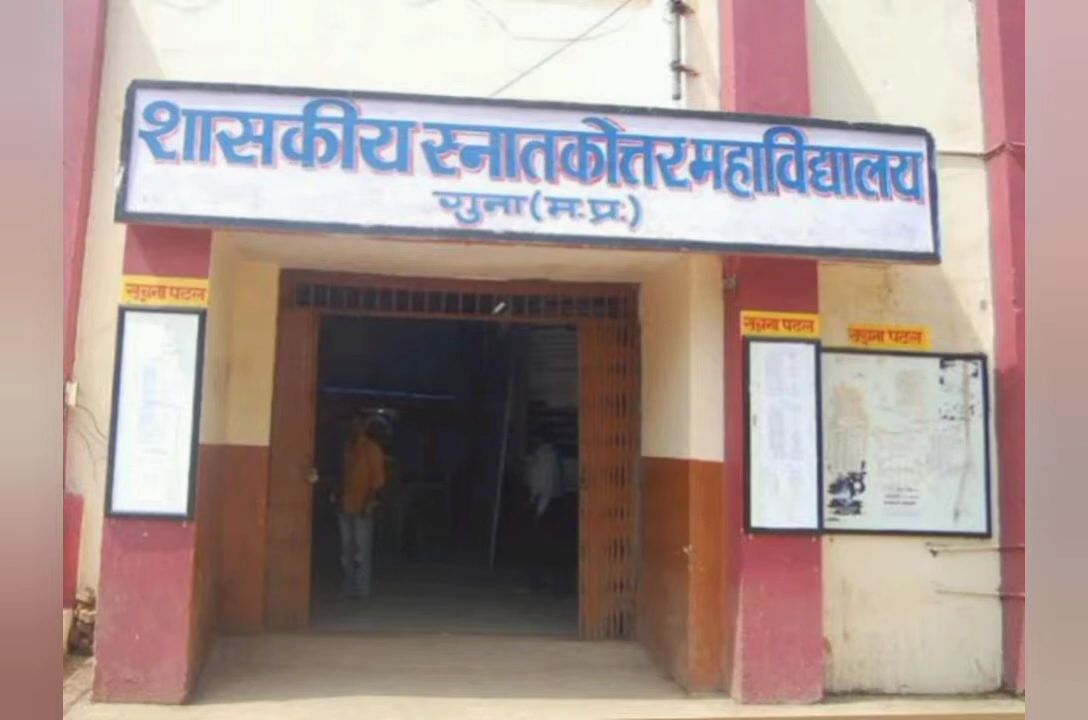 शासकीय स्नातकोत्तर महाविद्यालय
गुना (म.प्र.)
सूचना पटल
सूचना पटल
सूचना पटल